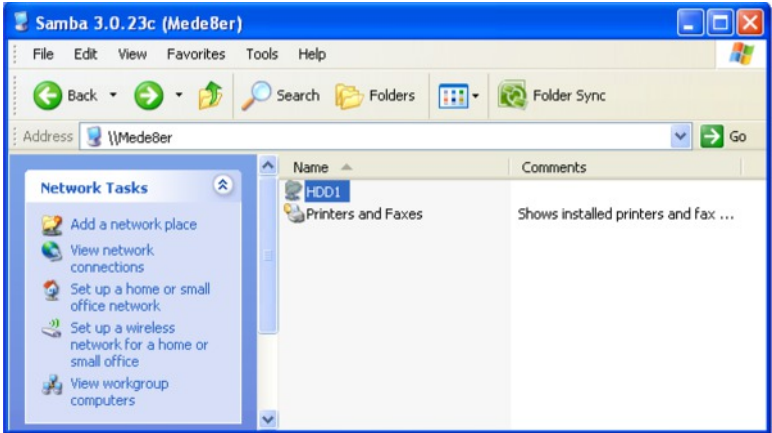 Samba 3.0.23c (Mede8er)
File Edit View Favorites Tools Help
Back Search Folders Folder Sync
Address \\Mede8er Go
Network Tasks
Add a network place
View network
connections
Set up a home or small
office network
Set up a wireless
network for a home or
small office
View workgroup
computers
Name Comments
HDD1
Printers and Faxes Shows installed printers and fax ...